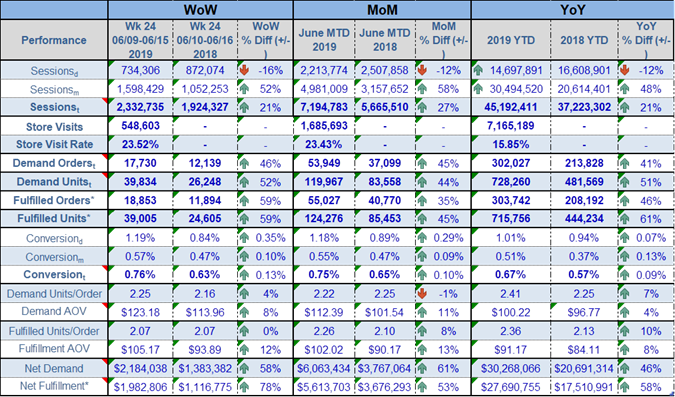 WoW MoM YoY
Performance Wk 24 06/09-06/15 2019 Wk 24 06/10-06/16 2018 WoW % Diff (+/-) June MTD 2019 June MTD 2018 MoM % Diff (+/-) 2019 YTD 2018 YTD YoY % Diff (+/-)
Sessionsd 734,306 872,074 -16% 2,213,774 2,507,858 -12% 14,697,891 16,608,901 -12%
Sessionsm 1,598,429 1,052,253 52% 4,981,009 3,157,652 58% 30,494,520 20,614,401 48%
Sessionst 2,332,735 1,924,327 21% 7,194,783 5,665,510 27% 45,192,411 37,223,302 21%
Store Visits 548,603 - - 1,685,693 - - 7,165,189 - -
Store Visit Rate 23.52% - - 23.43% - - 15.85% - -
Demand Orderst 17,730 12,139 46% 53,949 37,099 45% 302,027 213,828 41%
Demand Unitst 39,834 26,248 52% 119,967 83,558 44% 728,260 481,569 51%
Fulfilled Orders* 18,853 11,894 59% 55,027 40,770 35% 303,742 208,192 46%
Fulfilled Units* 39,005 24,605 59% 124,276 85,453 45% 715,756 444,234 61%
Conversiond 1.19% 0.84% 0.35% 1.18% 0.89% 0.29% 1.01% 0.94% 0.07%
Conversionm 0.57% 0.47% 0.10% 0.55% 0.47% 0.09% 0.51% 0.37% 0.13%
Conversiont 0.76% 0.63% 0.13% 0.75% 0.65% 0.10% 0.67% 0.57% 0.09%
Demand Units/Order 2.25 2.16 4% 2.22 2.25 -1% 2.41 2.25 7%
Demand AOV $123.18 $113.96 8% $112.39 $101.54 11% $100.22 $96.77 4%
Fulfilled Units/Order 2.07 2.07 0% 2.26 2.10 8% 2.36 2.13 10%
Fulfillment AOV $105.17 $93.89 12% $102.02 $90.17 13% $91.17 $84.11 8%
Net Demand $2,184,038 $1,383,382 58% $6,063,434 $3,767,064 61% $30,268,066 $20,691,314 46%
Net Fulfillment* $1,982,806 $1,116,775 78% $5,613,703 $3,676,293 53% $27,690,755 $17,510,991 58%